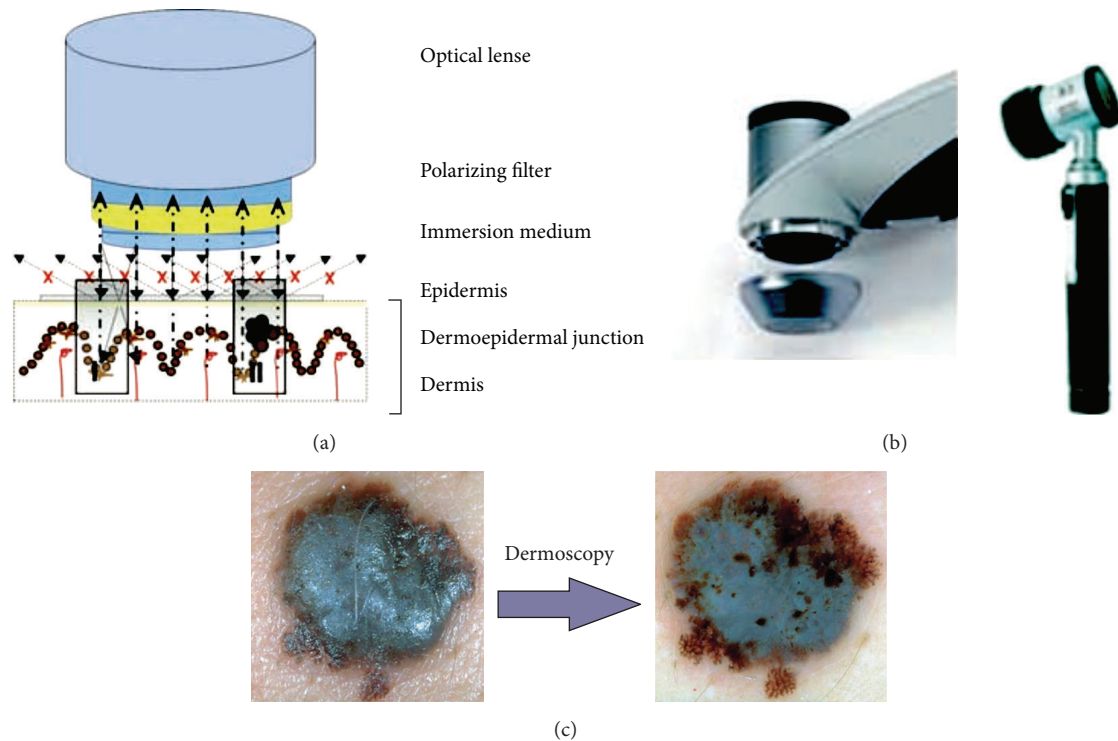 Optical lense
Polarizing filter
Immersion medium
Epidermis
Dermoepidermal junction
Dermis
(a)
(b)
Dermoscopy
(c)